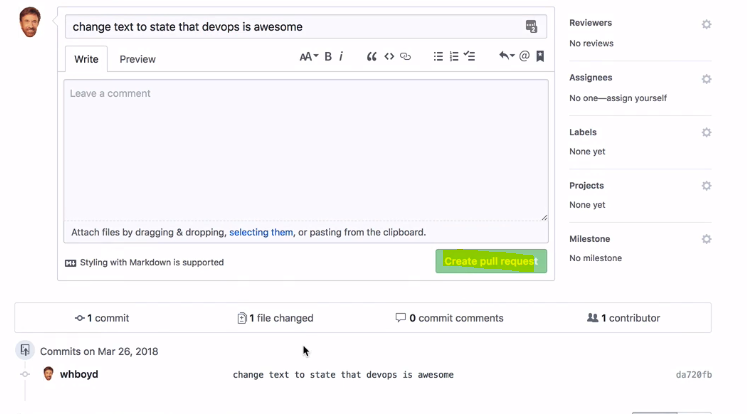 change text to state that devops is awesome
Write
Preview
AA B i
Leave a comment
Attach files by dragging & dropping, selecting them, or pasting from the clipboard.
Styling with Markdown is supported
Create pull request
Reviewers
No reviews
Assignees
No one—assign yourself
Labels
None yet
Projects
None yet
Milestone
No milestone
1 commit
1 file changed
0 commit comments
1 contributor
Commits on Mar 26, 2018
whboyd
change text to state that devops is awesome
da720fb